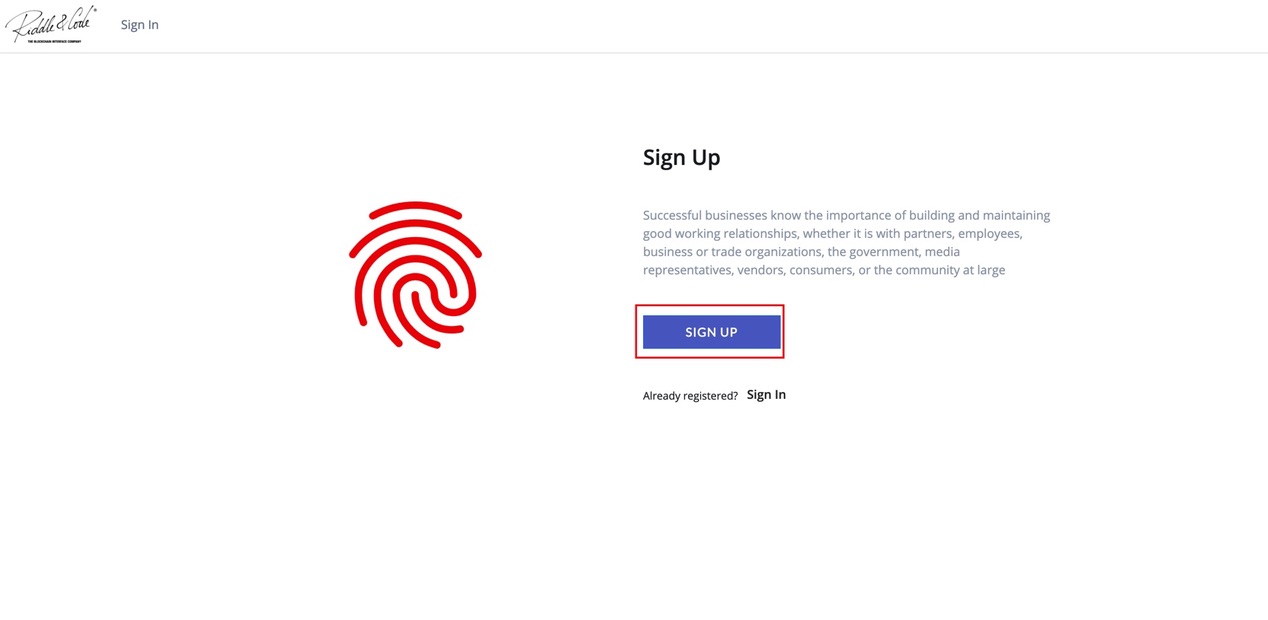 Riddle & Code®
THE BLOCKCHAIN INTERFACE COMPANY
Sign In
Sign Up
Successful businesses know the importance of building and maintaining
good working relationships, whether it is with partners, employees,
business or trade organizations, the government, media
representatives, vendors, consumers, or the community at large
SIGN UP
Already registered? Sign In